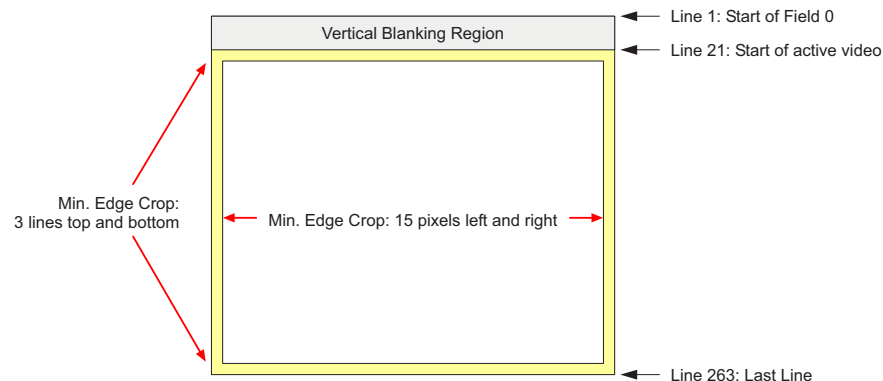 Line 1: Start of Field 0
Vertical Blanking Region
Line 21: Start of active video
Min. Edge Crop:
3 lines top and bottom
Min. Edge Crop: 15 pixels left and right
Line 263: Last Line